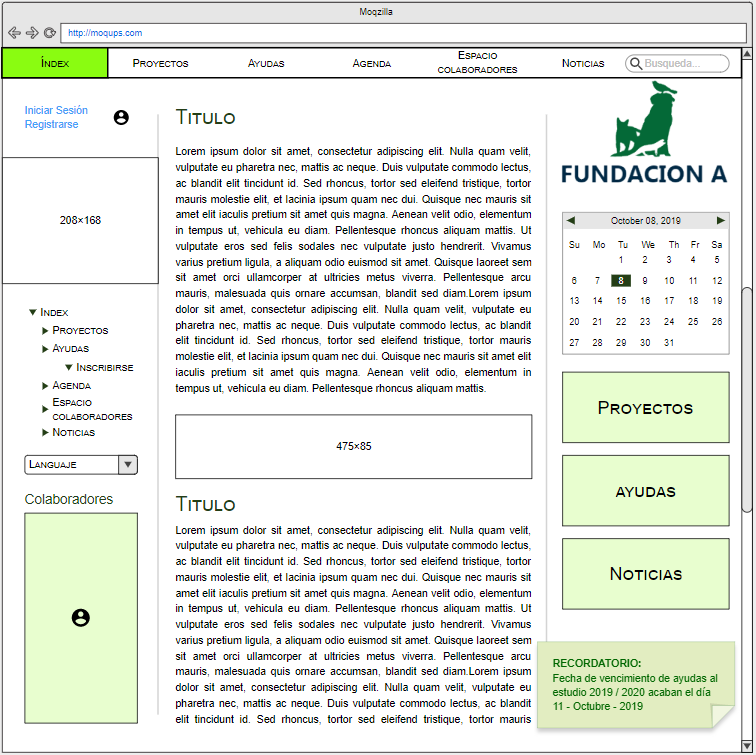 Moqzilla
http://moqups.com
Índex
Proyectos
Ayudas
Agenda
Espacio
colaboradores
Noticias
Busqueda...
Iniciar Sesión
Registrarse
208×168
Índex
Proyectos
Ayudas
Inscribirse
Agenda
Espacio
colaboradores
Noticias
Languaje
Colaboradores
Titulo
Lorem ipsum dolor sit amet, consectetur adipiscing elit. Nulla quam velit,
vulputate eu pharetra nec, mattis ac neque. Duis vulputate commodo lectus,
ac blandit elit tincidunt id. Sed rhoncus, tortor sed eleifend tristique, tortor
mauris molestie elit, et lacinia ipsum quam nec dui. Quisque nec mauris sit
amet elit iaculis pretium sit amet quis magna. Aenean velit odio, elementum
in tempus ut, vehicula eu diam. Pellentesque rhoncus aliquam mattis. Ut
vulputate eros sed felis sodales nec vulputate justo hendrerit. Vivamus
varius pretium ligula, a aliquam odio euismod sit amet. Quisque laoreet sem
sit amet orci ullamcorper at ultricies metus viverra. Pellentesque arcu
mauris, malesuada quis ornare accumsan, blandit sed diam.Lorem ipsum
dolor sit amet, consectetur adipiscing elit. Nulla quam velit, vulputate eu
pharetra nec, mattis ac neque. Duis vulputate commodo lectus, ac blandit
elit tincidunt id. Sed rhoncus, tortor sed eleifend tristique, tortor mauris
molestie elit, et lacinia ipsum quam nec dui. Quisque nec mauris sit amet elit
iaculis pretium sit amet quis magna. Aenean velit odio, elementum in
tempus ut, vehicula eu diam. Pellentesque rhoncus aliquam mattis.
475×85
Titulo
Lorem ipsum dolor sit amet, consectetur adipiscing elit. Nulla quam velit,
vulputate eu pharetra nec, mattis ac neque. Duis vulputate commodo lectus,
ac blandit elit tincidunt id. Sed rhoncus, tortor sed eleifend tristique, tortor
mauris molestie elit, et lacinia ipsum quam nec dui. Quisque nec mauris sit
amet elit iaculis pretium sit amet quis magna. Aenean velit odio, elementum
in tempus ut, vehicula eu diam. Pellentesque rhoncus aliquam mattis. Ut
vulputate eros sed felis sodales nec vulputate justo hendrerit. Vivamus
varius pretium ligula, a aliquam odio euismod sit amet. Quisque laoreet sem
sit amet orci ullamcorper at ultricies metus viverra. Pellentesque arcu
mauris, malesuada quis ornare accumsan, blandit sed diam.Lorem ipsum
dolor sit amet, consectetur adipiscing elit. Nulla quam velit, vulputate eu
pharetra nec, mattis ac neque. Duis vulputate commodo lectus, ac blandit
elit tincidunt id. Sed rhoncus, tortor sed eleifend tristique, tortor mauris
FUNDACION A
October 08, 2019
Su Mo Tu We Th Fr Sa
1 2 3 4 5
6 7 8 9 10 11 12
13 14 15 16 17 18 19
20 21 22 23 24 25 26
27 28 29 30 31
Proyectos
ayudas
Noticias
RECORDATORIO:
Fecha de vencimiento de ayudas al
estudio 2019 / 2020 acaban el día
11 - Octubre - 2019